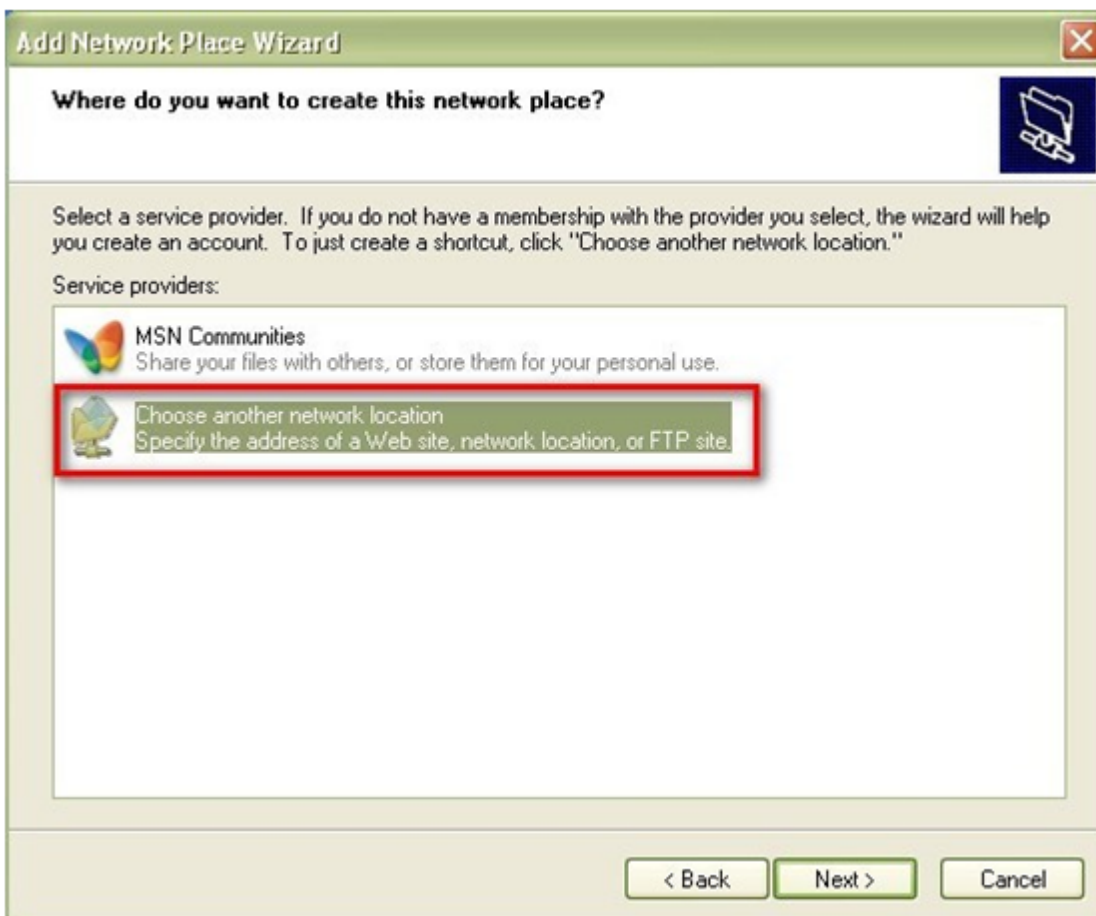 Add Network Place Wizard
Where do you want to create this network place?
Select a service provider.  If you do not have a membership with the provider you select, the wizard will help
you create an account.  To just create a shortcut, click "Choose another network location."
Service providers:
MSN Communities
Share your files with others, or store them for your personal use.
Choose another network location
Specify the address of a Web site, network location, or FTP site.
< Back
Next >
Cancel